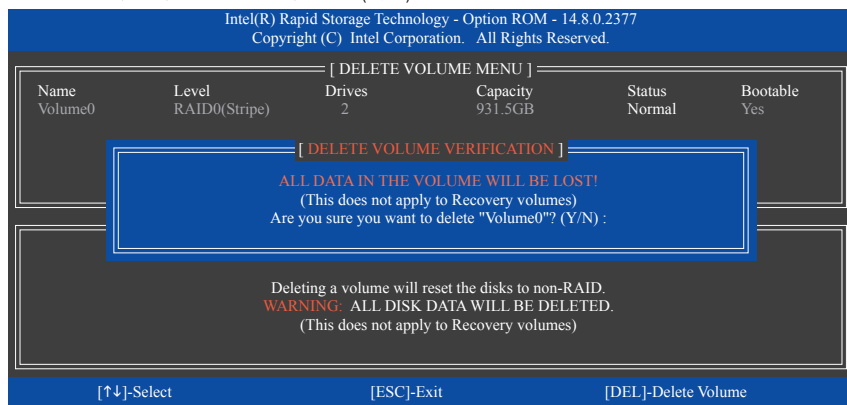 Intel(R) Rapid Storage Technology - Option ROM - 14.8.0.2377
Copyright (C) Intel Corporation. All Rights Reserved.
[ DELETE VOLUME MENU ]
Name Level Drives Capacity Status Bootable
Volume0 RAID0(Stripe) 2 931.5GB Normal Yes
[ DELETE VOLUME VERIFICATION ]
ALL DATA IN THE VOLUME WILL BE LOST!
(This does not apply to Recovery volumes)
Are you sure you want to delete "Volume0"? (Y/N) :
Deleting a volume will reset the disks to non-RAID.
WARNING: ALL DISK DATA WILL BE DELETED.
(This does not apply to Recovery volumes)
[↑↓]-Select [ESC]-Exit [DEL]-Delete Volume